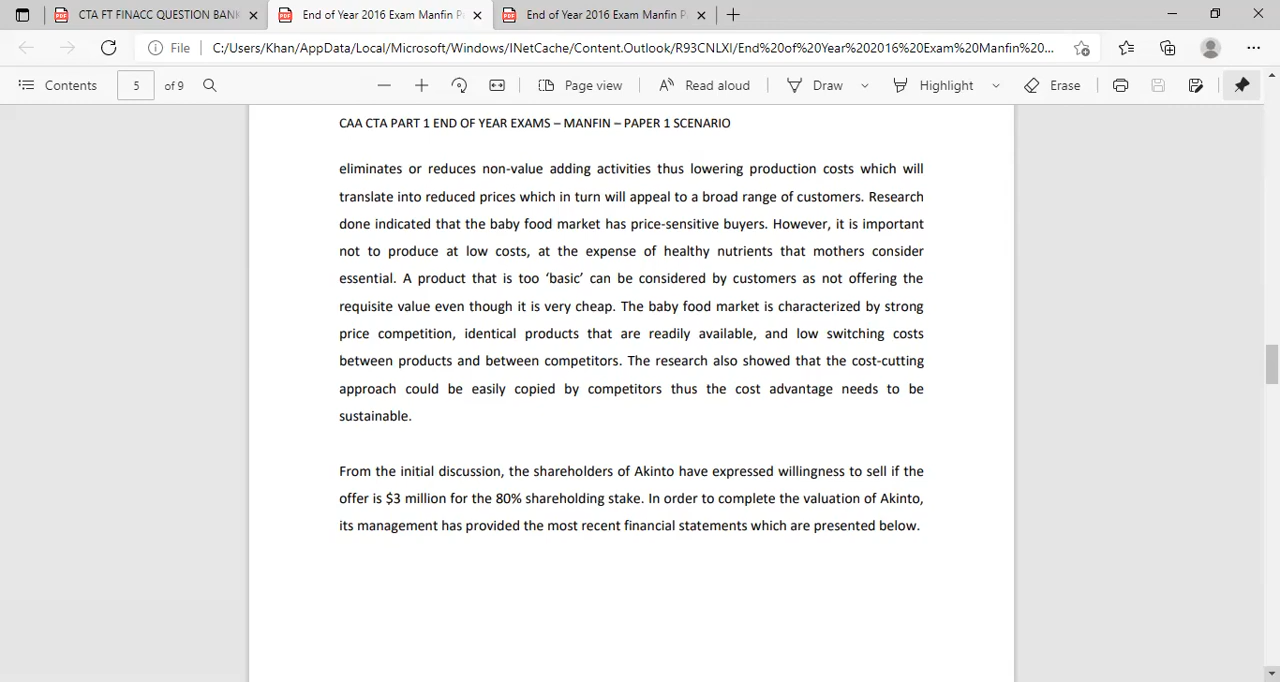 CTA FT FINACC QUESTION BANK
End of Year 2016 Exam Manfin P
End of Year 2016 Exam Manfin P
File
C:/Users/Khan/AppData/Local/Microsoft/Windows/INetCache/Content.Outlook/R93CNLXI/End%20of%20Year%202016%20Exam%20Manfin%20...
Contents
5
of 9
Page view
Read aloud
Draw
Highlight
Erase
CAA CTA PART 1 END OF YEAR EXAMS – MANFIN – PAPER 1 SCENARIO
eliminates or reduces non-value adding activities thus lowering production costs which will
translate into reduced prices which in turn will appeal to a broad range of customers. Research
done indicated that the baby food market has price-sensitive buyers. However, it is important
not to produce at low costs, at the expense of healthy nutrients that mothers consider
essential. A product that is too ‘basic’ can be considered by customers as not offering the
requisite value even though it is very cheap. The baby food market is characterized by strong
price competition, identical products that are readily available, and low switching costs
between products and between competitors. The research also showed that the cost-cutting
approach could be easily copied by competitors thus the cost advantage needs to be
sustainable.
From the initial discussion, the shareholders of Akinto have expressed willingness to sell if the
offer is $3 million for the 80% shareholding stake. In order to complete the valuation of Akinto,
its management has provided the most recent financial statements which are presented below.